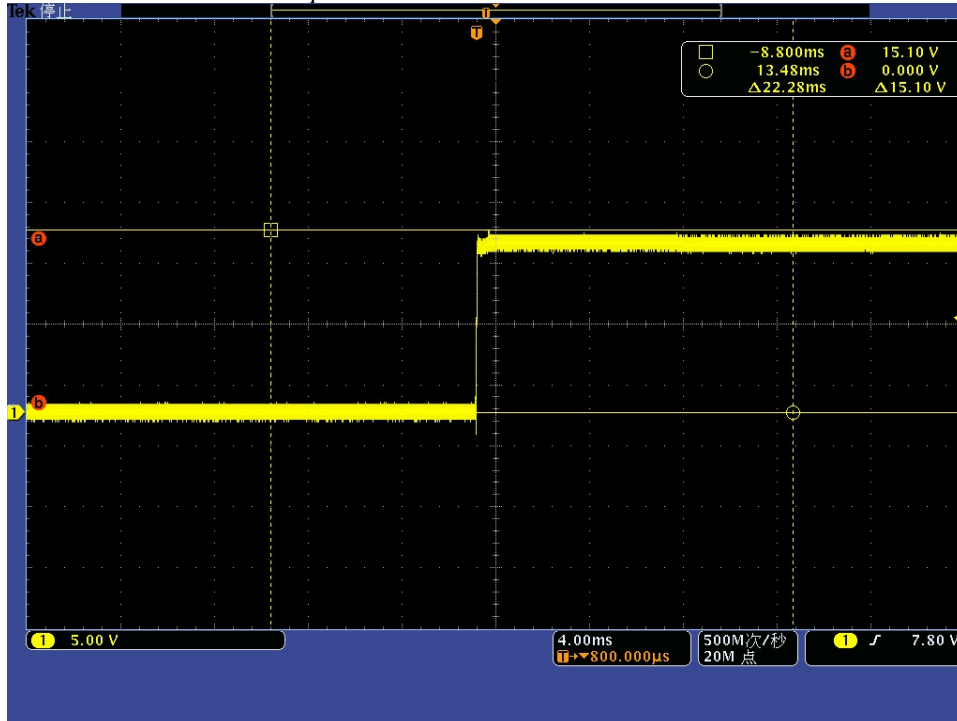 Tek 停止
T
T
□ -8.800ms a 15.10 V
○ 13.48ms b 0.000 V
Δ22.28ms Δ15.10 V
a
b
1
1 5.00 V
4.00ms
T→▼800.000µs
500M次/秒
20M 点
1 ƒ 7.80 V